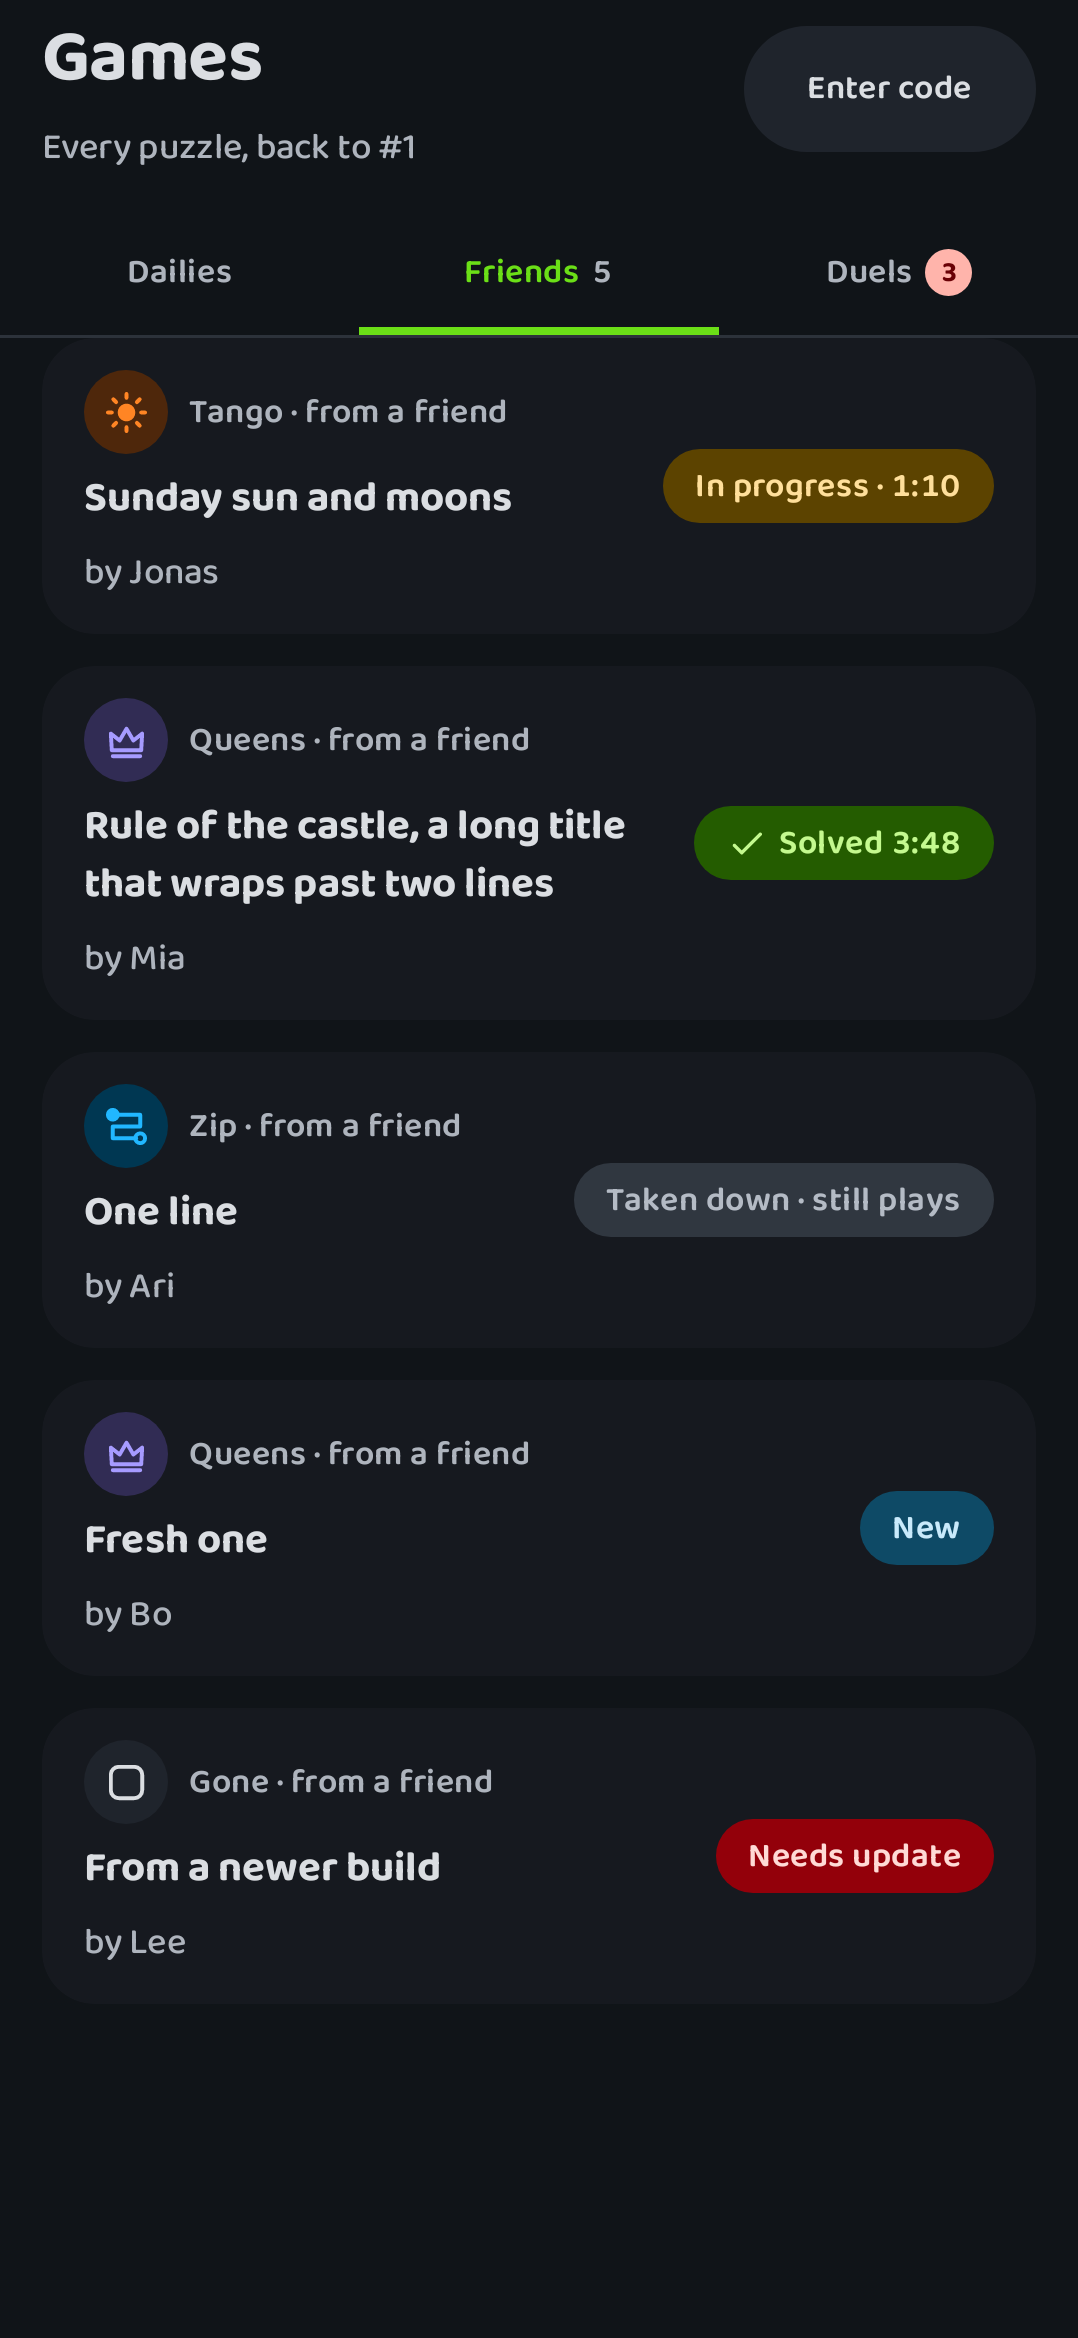 Games
Enter code
Every puzzle, back to #1
Dailies
Friends 5
Duels 3
Tango · from a friend
Sunday sun and moons
In progress · 1:10
by Jonas
Queens · from a friend
Rule of the castle, a long title
that wraps past two lines
Solved 3:48
by Mia
Zip · from a friend
One line
Taken down · still plays
by Ari
Queens · from a friend
Fresh one
New
by Bo
Gone · from a friend
From a newer build
Needs update
by Lee